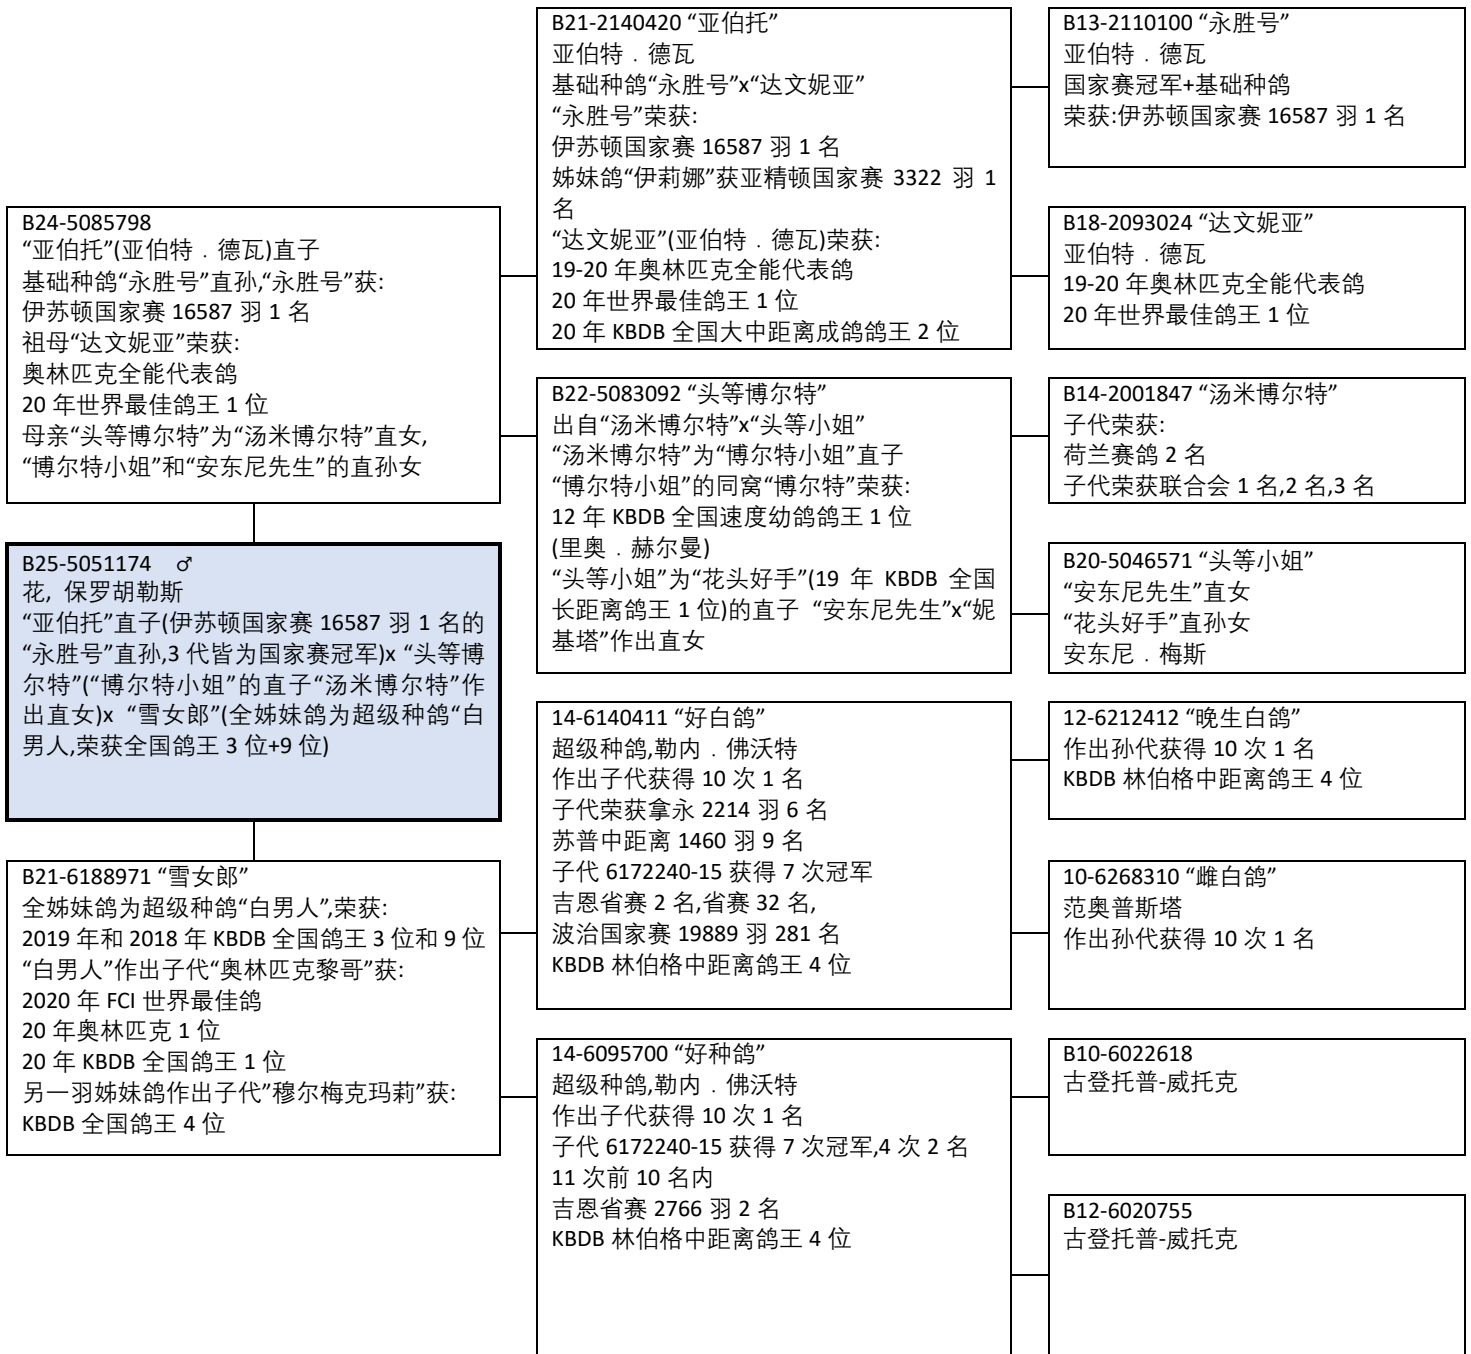 B24-5085798
“亚伯托”(亚伯特．德瓦)直子
基础种鸽“永胜号”直孙,“永胜号”获:
伊苏顿国家赛 16587 羽 1 名
祖母“达文妮亚”荣获:
奥林匹克全能代表鸽
20 年世界最佳鸽王 1 位
母亲“头等博尔特”为“汤米博尔特”直女,
“博尔特小姐”和“安东尼先生”的直孙女
B25-5051174 ♂
花, 保罗胡勒斯
“亚伯托”直子(伊苏顿国家赛 16587 羽 1 名的
“永胜号”直孙,3 代皆为国家赛冠军)x “头等博
尔特”(“博尔特小姐”的直子“汤米博尔特”作
出直女)x “雪女郎”(全姊妹鸽为超级种鸽“白
男人,荣获全国鸽王 3 位+9 位)
B21-6188971 “雪女郎”
全姊妹鸽为超级种鸽“白男人”,荣获:
2019 年和 2018 年 KBDB 全国鸽王 3 位和 9 位
“白男人”作出子代“奥林匹克黎哥”获:
2020 年 FCI 世界最佳鸽
20 年奥林匹克 1 位
20 年 KBDB 全国鸽王 1 位
另一羽姊妹鸽作出子代”穆尔梅克玛莉”获:
KBDB 全国鸽王 4 位
B21-2140420 “亚伯托”
亚伯特．德瓦
基础种鸽“永胜号”x“达文妮亚”
“永胜号”荣获:
伊苏顿国家赛 16587 羽 1 名
姊妹鸽“伊莉娜”获亚精顿国家赛 3322 羽 1
名
“达文妮亚”(亚伯特．德瓦)荣获:
19-20 年奥林匹克全能代表鸽
20 年世界最佳鸽王 1 位
20 年 KBDB 全国大中距离成鸽鸽王 2 位
B22-5083092 “头等博尔特”
出自“汤米博尔特”x“头等小姐”
“汤米博尔特”为“博尔特小姐”直子
“博尔特小姐”的同窝“博尔特”荣获:
12 年 KBDB 全国速度幼鸽鸽王 1 位
(里奥．赫尔曼)
“头等小姐”为“花头好手”(19 年 KBDB 全国
长距离鸽王 1 位)的直子 “安东尼先生”x“妮
基塔”作出直女
14-6140411 “好白鸽”
超级种鸽,勒内．佛沃特
作出子代获得 10 次 1 名
子代荣获拿永 2214 羽 6 名
苏普中距离 1460 羽 9 名
子代 6172240-15 获得 7 次冠军
吉恩省赛 2 名,省赛 32 名,
波治国家赛 19889 羽 281 名
KBDB 林伯格中距离鸽王 4 位
14-6095700 “好种鸽”
超级种鸽,勒内．佛沃特
作出子代获得 10 次 1 名
子代 6172240-15 获得 7 次冠军,4 次 2 名
11 次前 10 名内
吉恩省赛 2766 羽 2 名
KBDB 林伯格中距离鸽王 4 位
B13-2110100 “永胜号”
亚伯特．德瓦
国家赛冠军+基础种鸽
荣获:伊苏顿国家赛 16587 羽 1 名
B18-2093024 “达文妮亚”
亚伯特．德瓦
19-20 年奥林匹克全能代表鸽
20 年世界最佳鸽王 1 位
B14-2001847 “汤米博尔特”
子代荣获:
荷兰赛鸽 2 名
子代荣获联合会 1 名,2 名,3 名
B20-5046571 “头等小姐”
“安东尼先生”直女
“花头好手”直孙女
安东尼．梅斯
12-6212412 “晚生白鸽”
作出孙代获得 10 次 1 名
KBDB 林伯格中距离鸽王 4 位
10-6268310 “雌白鸽”
范奥普斯塔
作出孙代获得 10 次 1 名
B10-6022618
古登托普-威托克
B12-6020755
古登托普-威托克